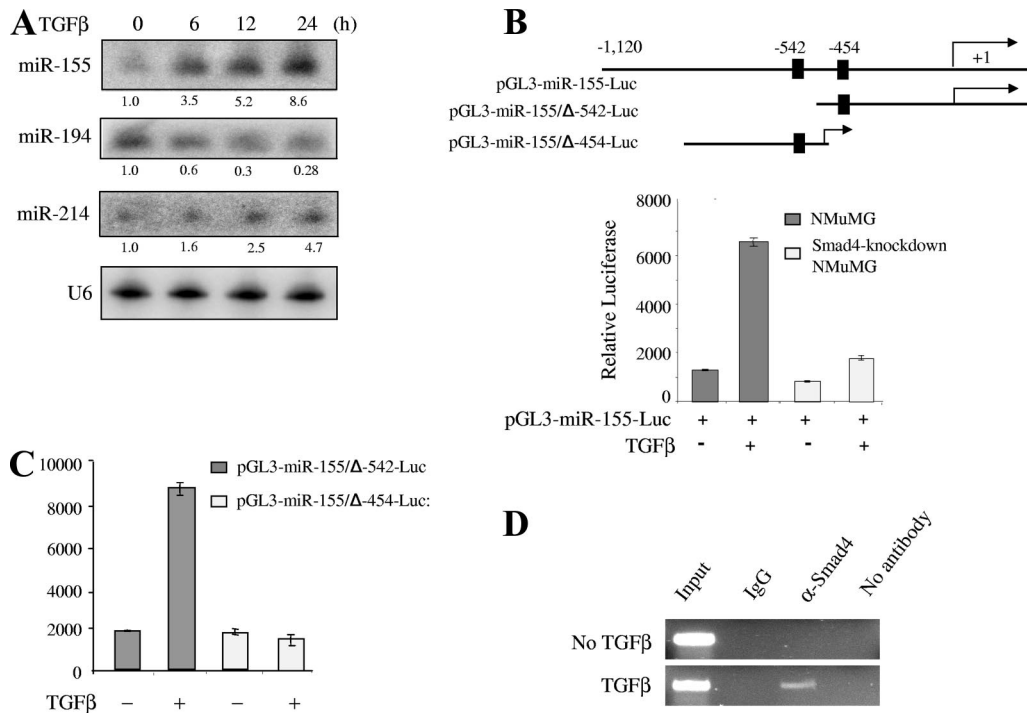 A
TGFβ 0 6 12 24 (h)
miR-155
1.0 3.5 5.2 8.6
miR-194
1.0 0.6 0.3 0.28
miR-214
1.0 1.6 2.5 4.7
U6
B
-1,120 -542 -454
+1
pGL3-miR-155-Luc
pGL3-miR-155/Δ-542-Luc
pGL3-miR-155/Δ-454-Luc
8000
6000
4000
2000
0
Relative Luciferase
NMuMG
Smad4-knockdown
NMuMG
pGL3-miR-155-Luc + + + +
TGFβ - + - +
C
10000
8000
6000
4000
2000
0
pGL3-miR-155/Δ-542-Luc
pGL3-miR-155/Δ-454-Luc:
TGFβ – + – +
D
Input IgG α-Smad4 No antibody
No TGFβ
TGFβ